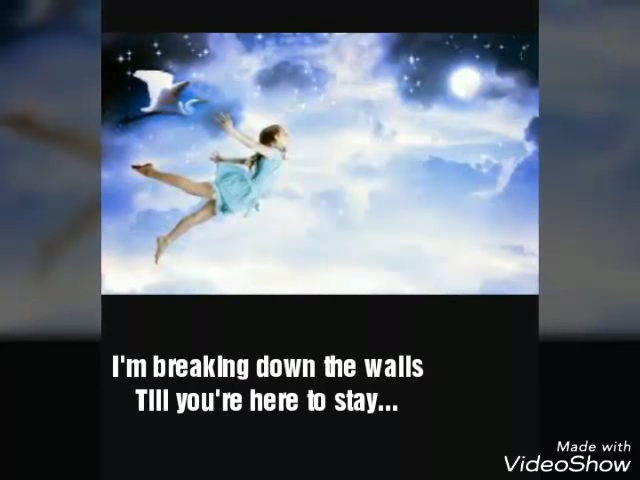 I'm breaking down the walls
Till you're here to stay...
Made with
VideoShow